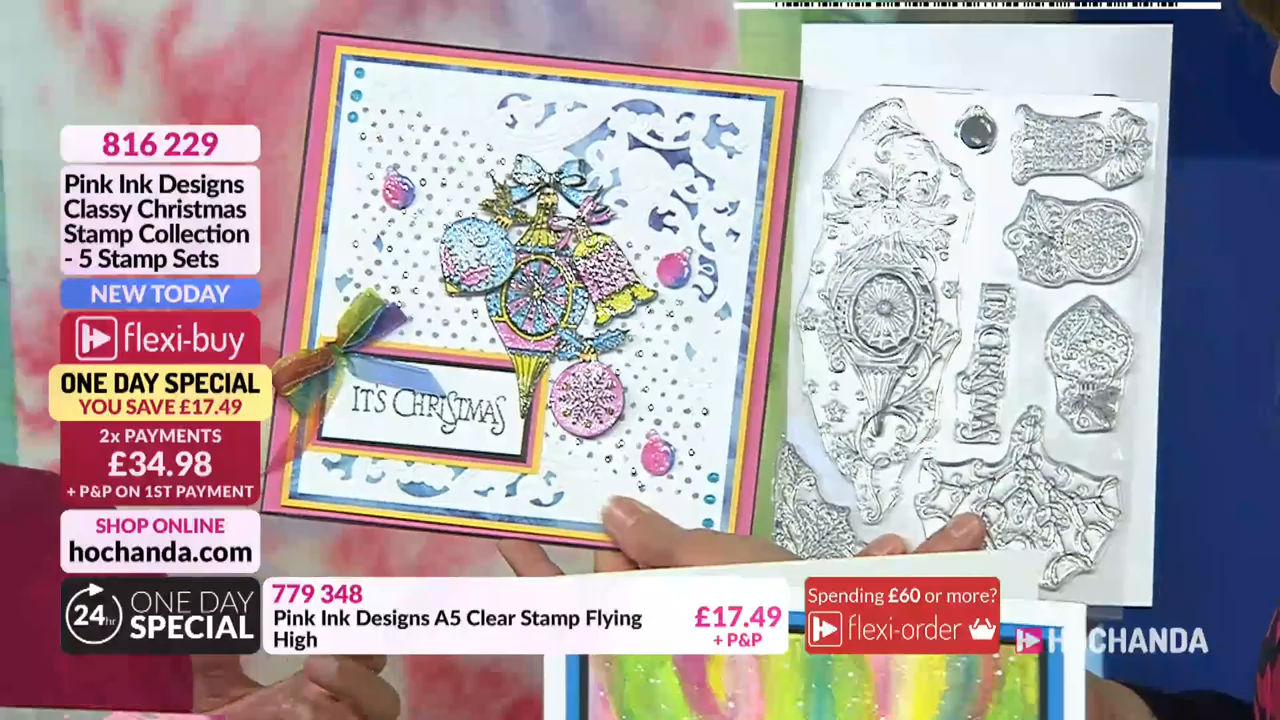 816 229
Pink Ink Designs
Classy Christmas
Stamp Collection
- 5 Stamp Sets
NEW TODAY
flexi-buy
ONE DAY SPECIAL
YOU SAVE £17.49
2x PAYMENTS
£34.98
+ P&P ON 1ST PAYMENT
SHOP ONLINE
hochanda.com
24hr
ONE DAY
SPECIAL
779 348
Pink Ink Designs A5 Clear Stamp Flying
High
£17.49
+ P&P
Spending £60 or more?
flexi-order
HOCHANDA
IT'S CHRISTMAS
IT'S CHRISTMAS